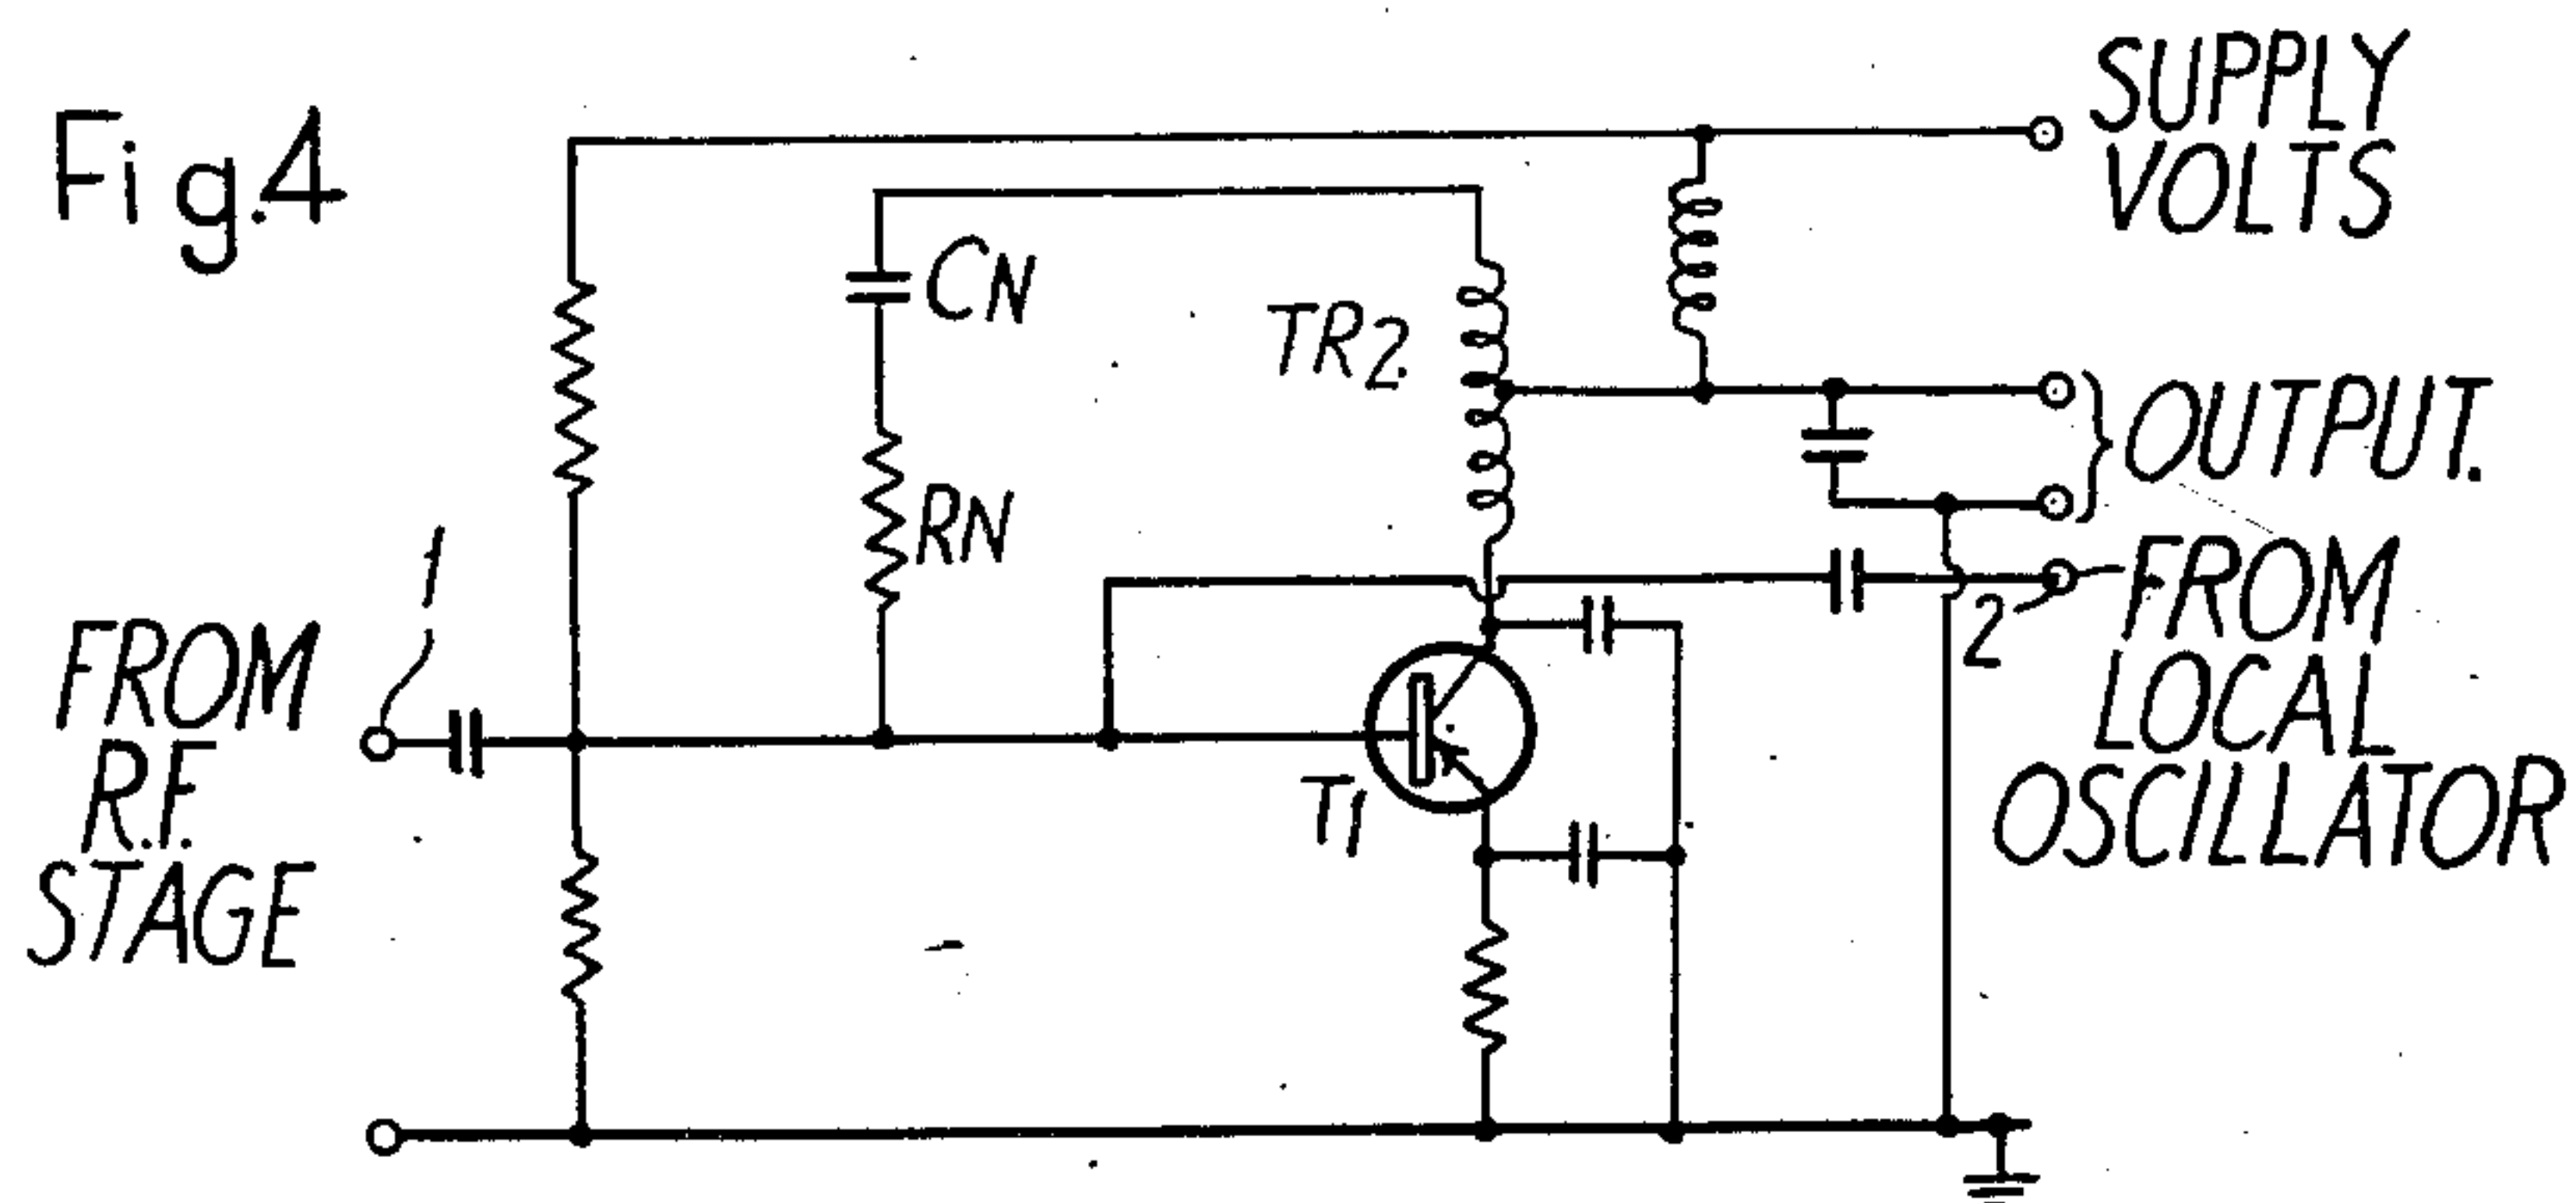 Fig.4
SUPPLY
VOLTS
CN
TR2.
OUTPUT.
RN
1
2
FROM
LOCAL
OSCILLATOR
FROM
R.F.
STAGE
T1